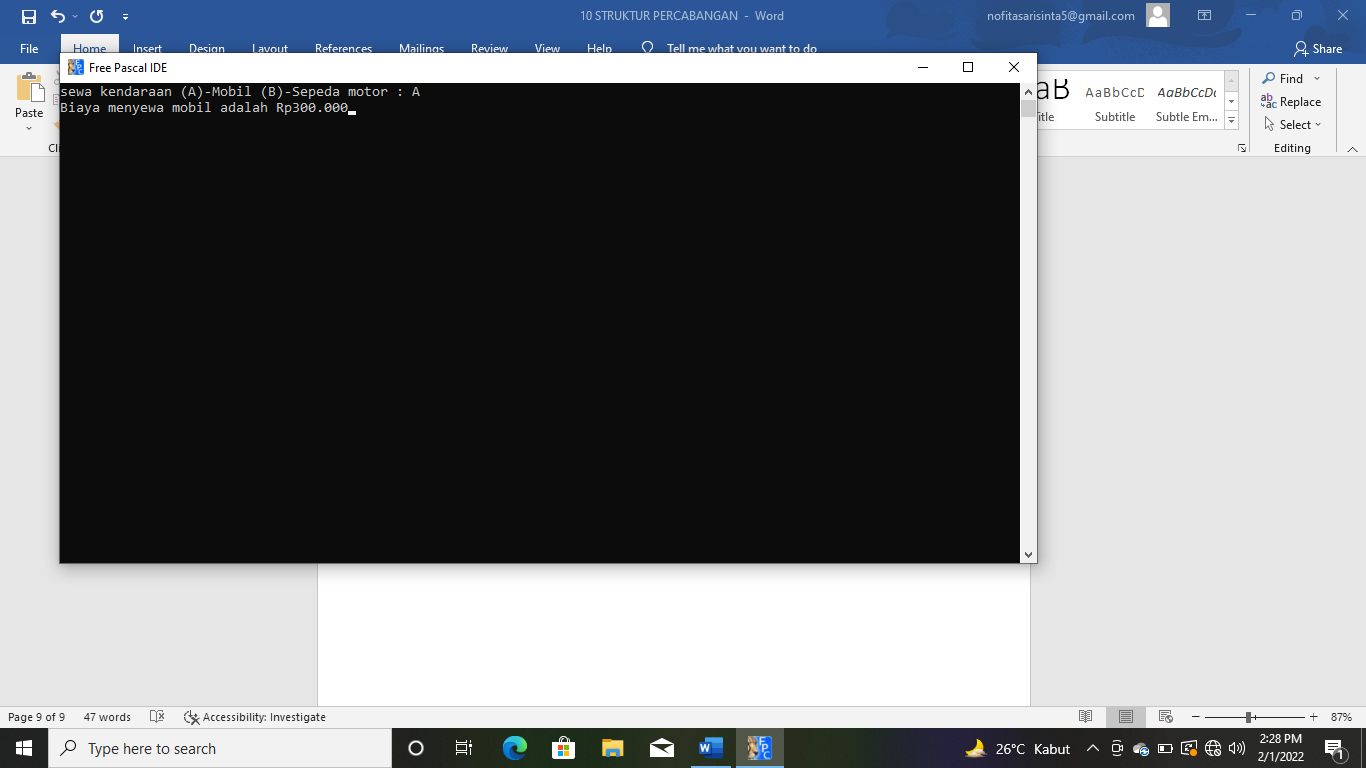 10 STRUKTUR PERCABANGAN - Word
nofitasarisinta5@gmail.com
File Home Insert Design Layout References Mailings Review View Help Tell me what you want to do Share
Free Pascal IDE
sewa kendaraan (A)-Mobil (B)-Sepeda motor : A
Biaya menyewa mobil adalah Rp300.000
Paste
AaBbCcD AaBbCcDc
Subtitle Subtle Em...
Find
Replace
Select
Editing
Page 9 of 9 47 words Accessibility: Investigate 87%
Type here to search
26°C Kabut
2:28 PM
2/1/2022
1